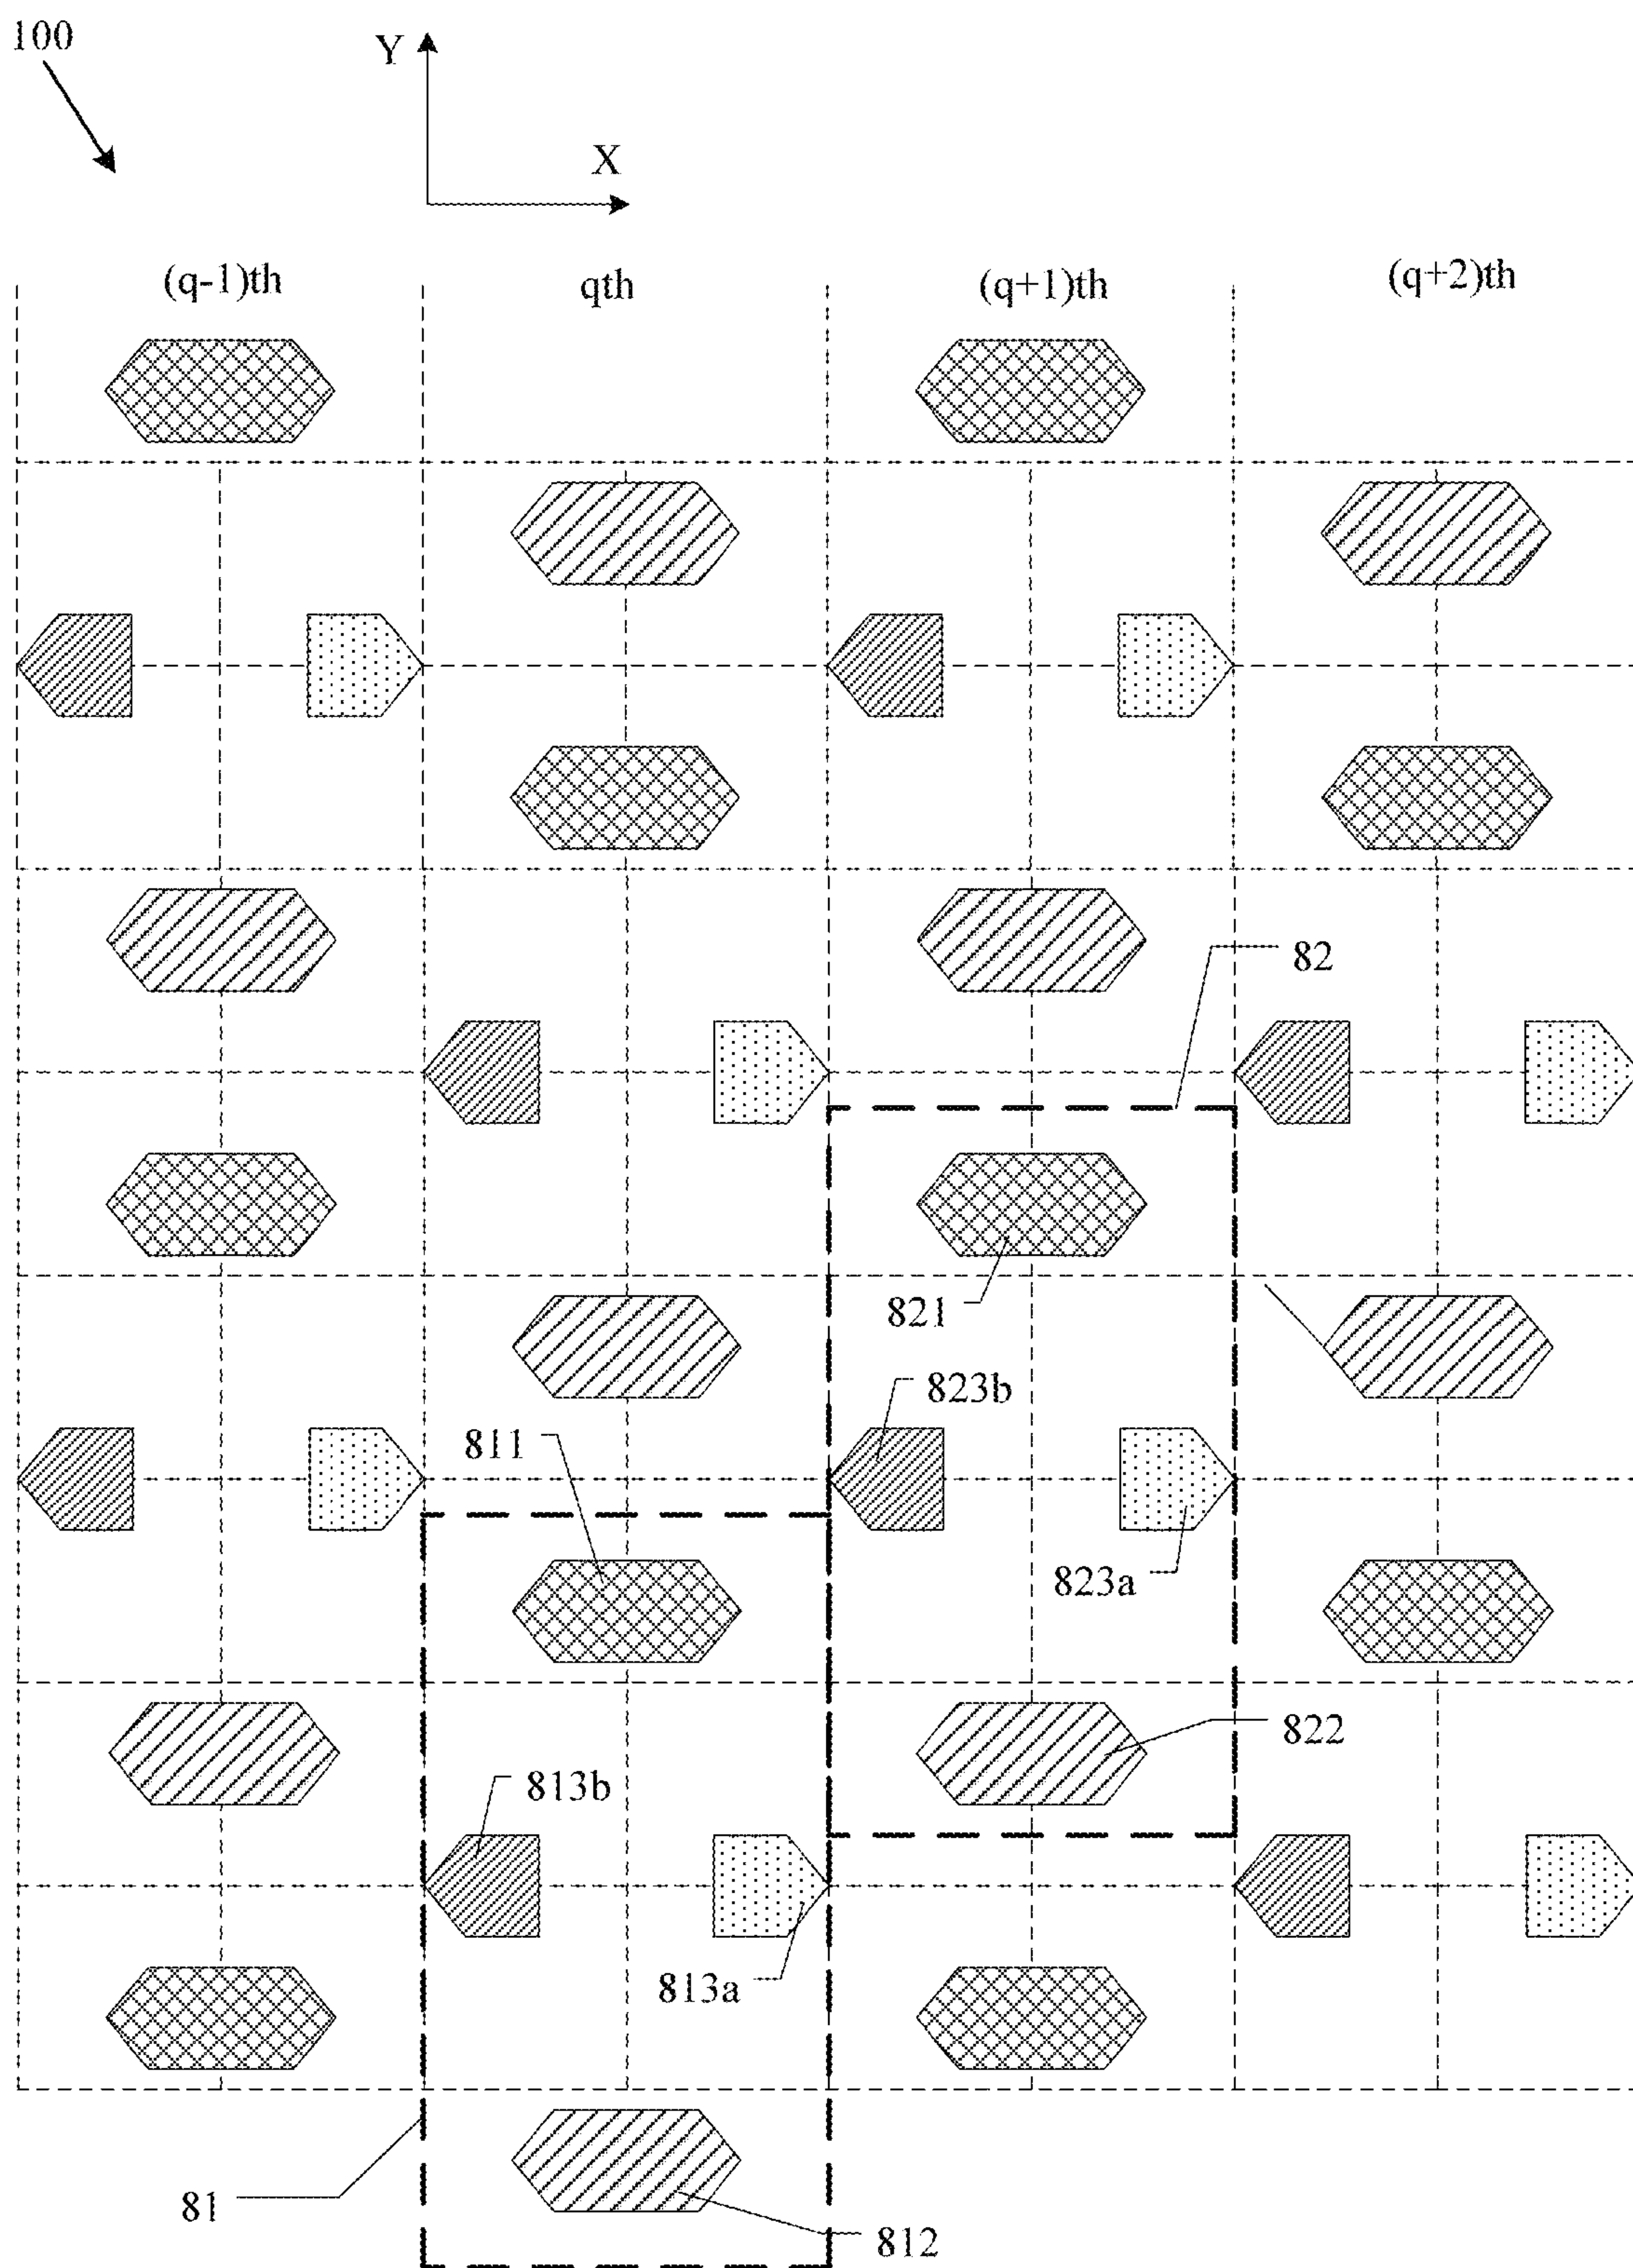 100
Y
X
(q-1)th qth (q+1)th (q+2)th
82
821
823b
811
823a
822
813b
813a
81
812